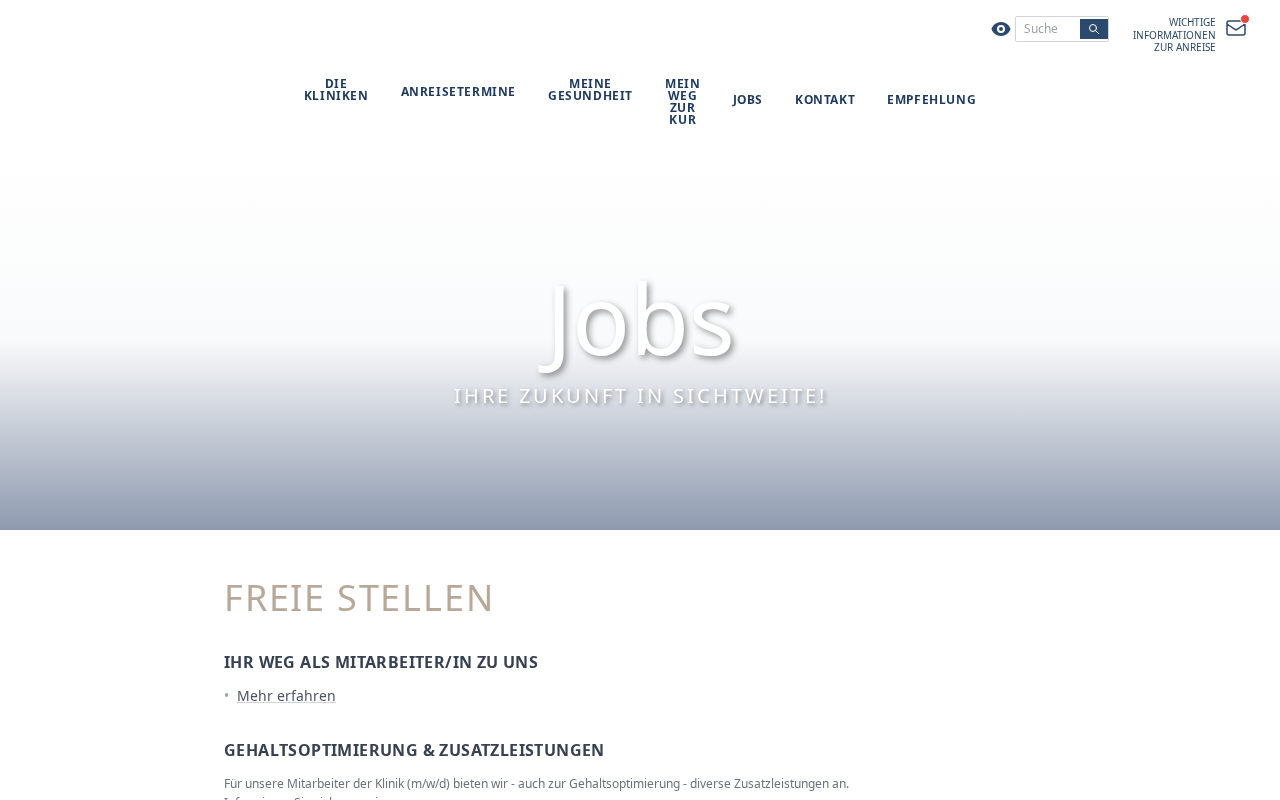 Suche
WICHTIGE
INFORMATIONEN
ZUR ANREISE
DIE
KLINIKEN
ANREISETERMINE
MEINE
GESUNDHEIT
MEIN
WEG
ZUR
KUR
JOBS
KONTAKT
EMPFEHLUNG
Jobs
IHRE ZUKUNFT IN SICHTWEITE!
FREIE STELLEN
IHR WEG ALS MITARBEITER/IN ZU UNS
• Mehr erfahren
GEHALTSOPTIMIERUNG & ZUSATZLEISTUNGEN
Für unsere Mitarbeiter der Klinik (m/w/d) bieten wir - auch zur Gehaltsoptimierung - diverse Zusatzleistungen an.